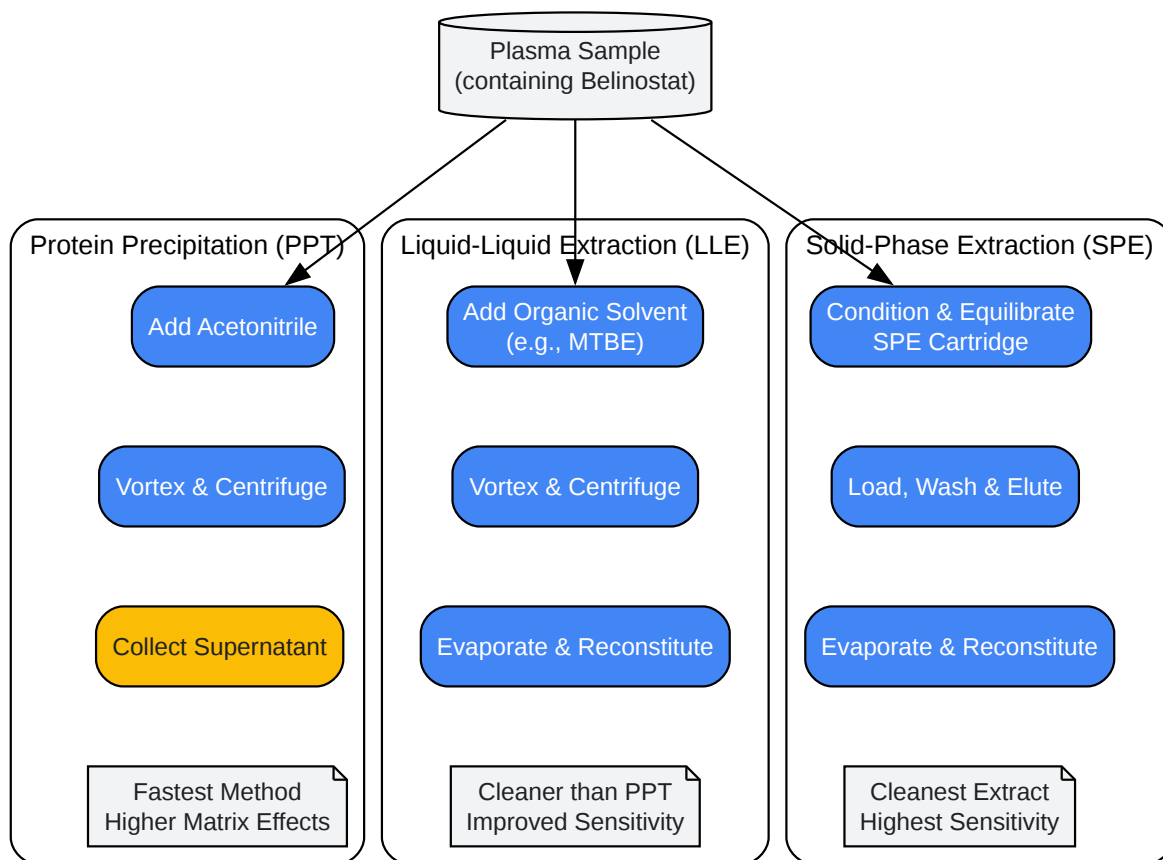 Plasma Sample
(containing Belinostat)
Protein Precipitation (PPT)
Add Acetonitrile
Vortex & Centrifuge
Collect Supernatant
Fastest Method
Higher Matrix Effects
Liquid-Liquid Extraction (LLE)
Add Organic Solvent
(e.g., MTBE)
Vortex & Centrifuge
Evaporate & Reconstitute
Cleaner than PPT
Improved Sensitivity
Solid-Phase Extraction (SPE)
Condition & Equilibrate
SPE Cartridge
Load, Wash & Elute
Evaporate & Reconstitute
Cleanest Extract
Highest Sensitivity